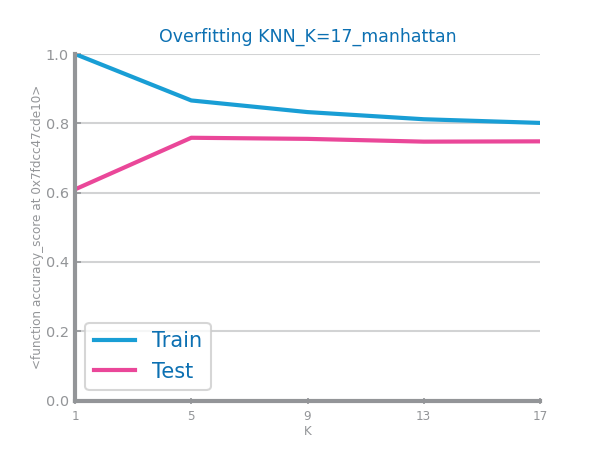 Overfitting KNN_K=17_manhattan
<function accuracy_score at 0x7fdcc47cde10>
1.0
0.8
0.6
0.4
0.2
0.0
Train
Test
1 5 9 13 17
K